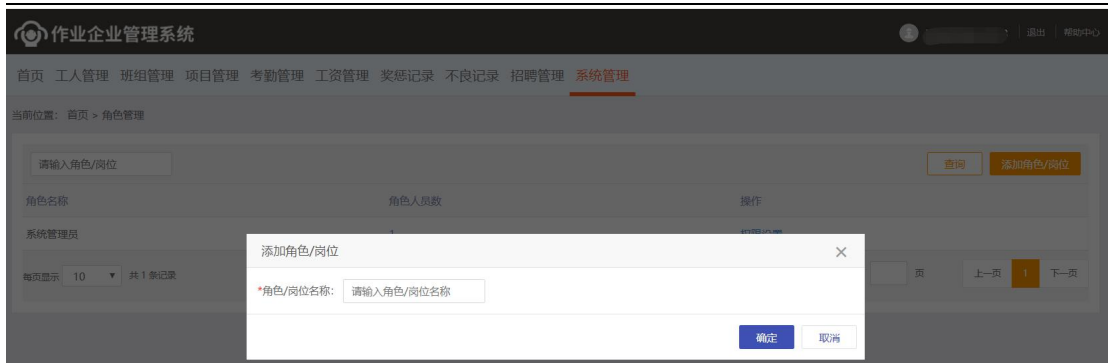 作业企业管理系统
退出 帮助中心
首页 工人管理 班组管理 项目管理 考勤管理 工资管理 奖惩记录 不良记录 招聘管理 系统管理
当前位置： 首页 > 角色管理
请输入角色/岗位 查询 添加角色/岗位
角色名称 角色人员数 操作
系统管理员 1 权限设置
添加角色/岗位 ×
每页显示 10 共 1 条记录 页 上一页 1 下一页
*角色/岗位名称： 请输入角色/岗位名称
确定 取消